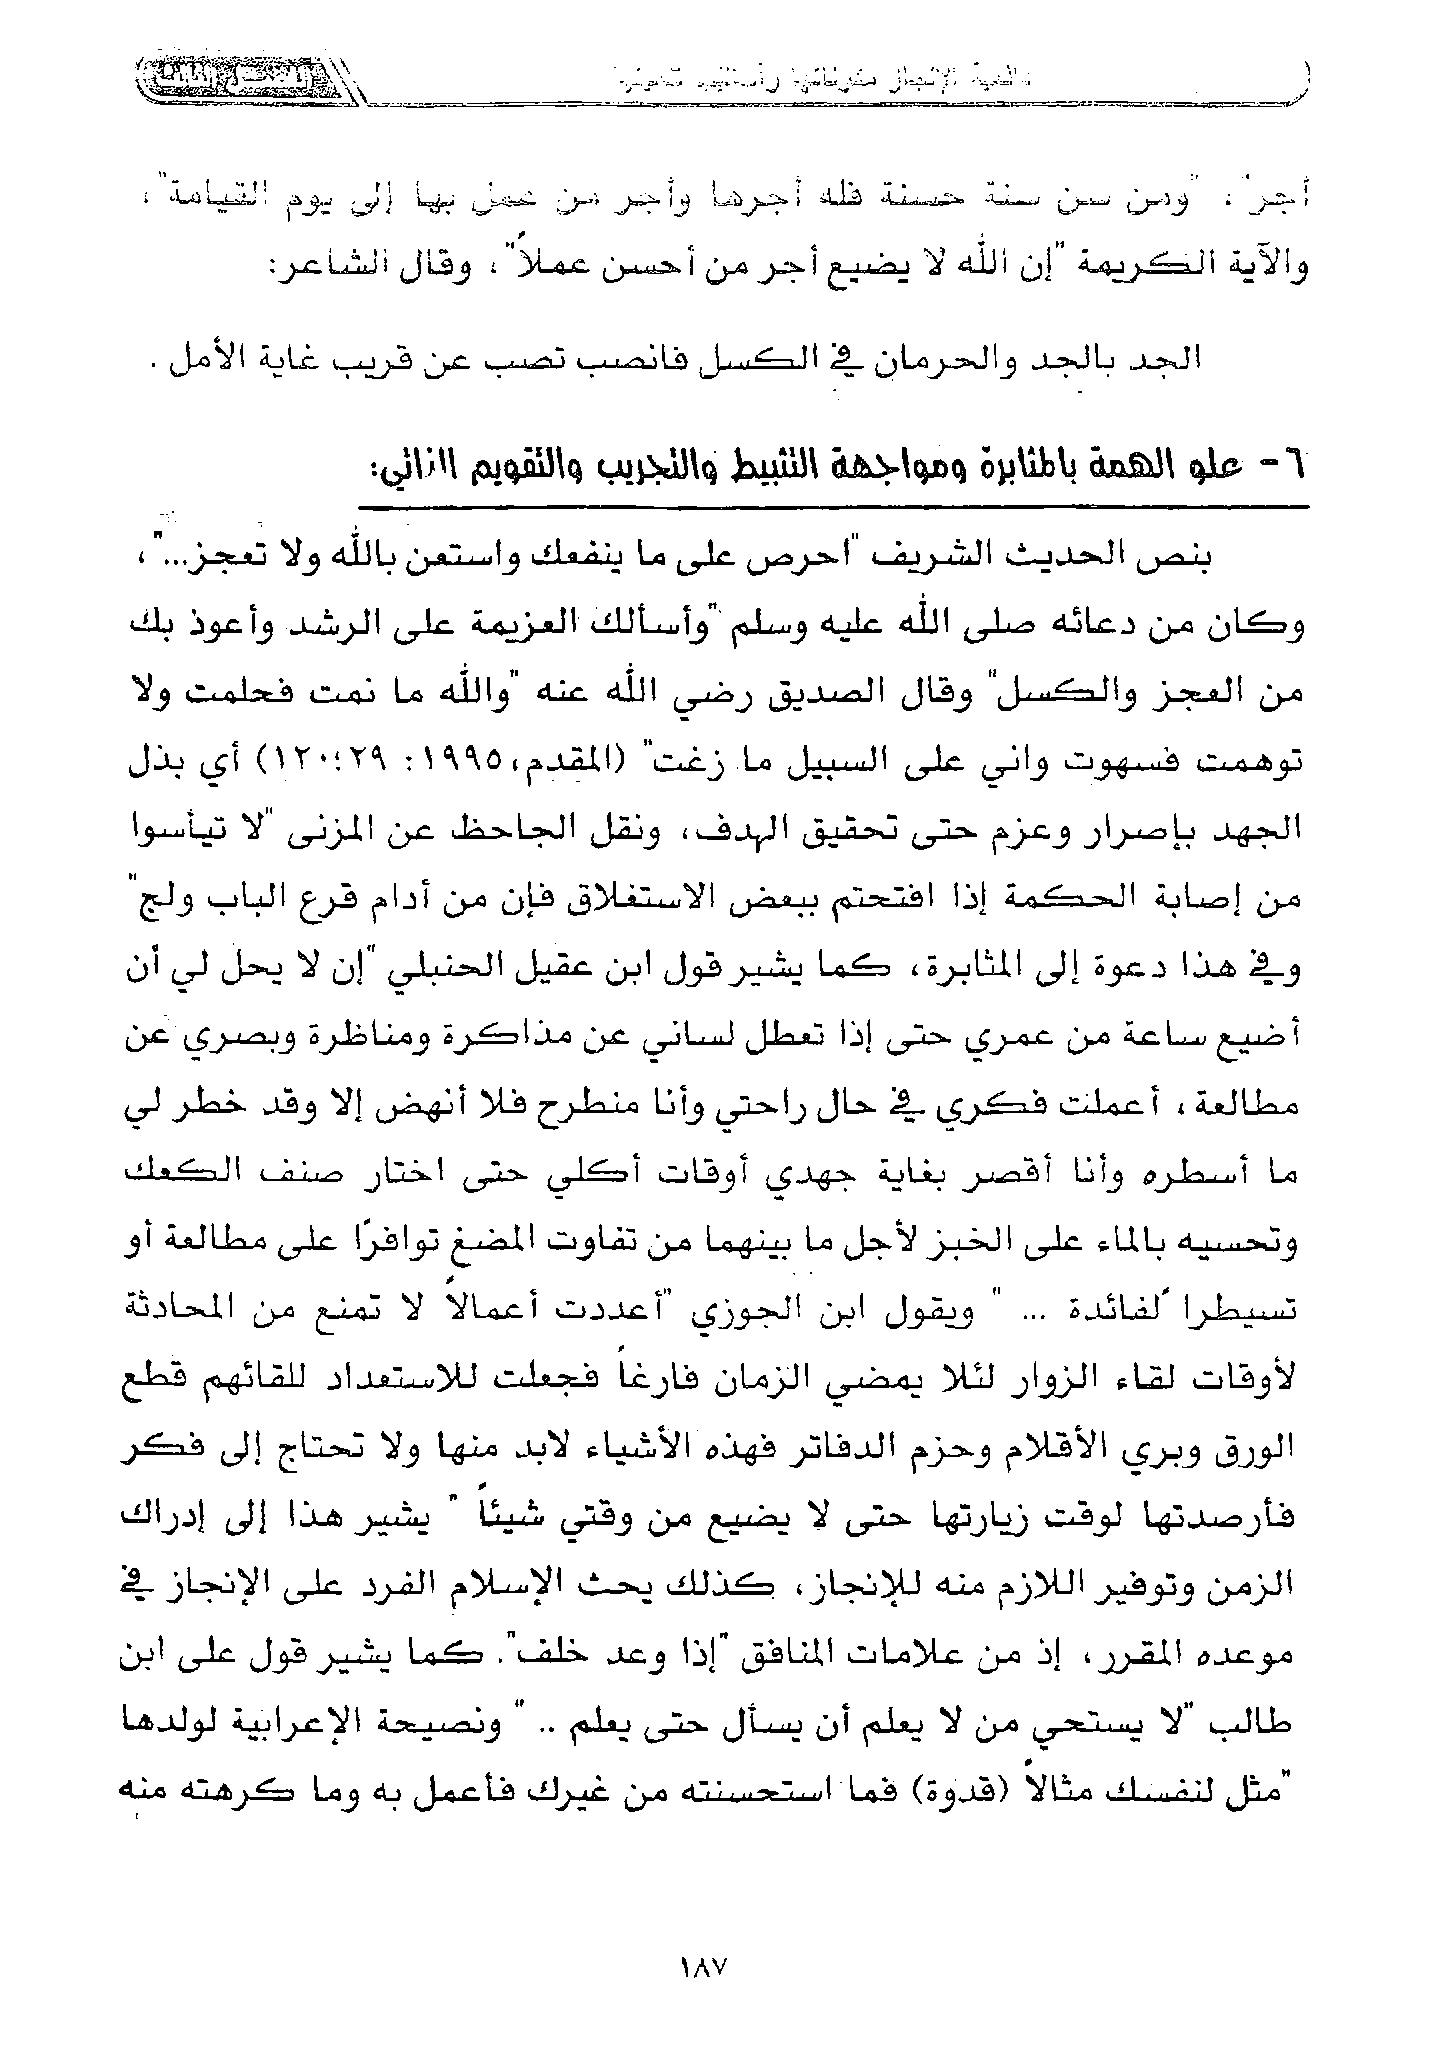 دافعية الإنجاز
أجر"، "ومن سن سنة حسنة فله أجرها وأجر من عمل بها إلى يوم القيامة"،
والآية الكريمة "إن الله لا يضيع أجر من أحسن عملاً"، وقال الشاعر:
الجد بالجد والحرمان في الكسل فانصب تصب عن قريب غاية الأمل .
٦- علو الهمة بالمثابرة ومواجهة التثبيط والتجريب والتقويم الذاتي:
بنص الحديث الشريف "احرص على ما ينفعك واستعن بالله ولا تعجز..."،
وكان من دعائه صلى الله عليه وسلم "وأسألك العزيمة على الرشد وأعوذ بك
من العجز والكسل" وقال الصديق رضي الله عنه "والله ما نمت فحلمت ولا
توهمت فسهوت واني على السبيل ما زغت" (المقدم، ١٩٩٥: ٢٩؛١٢٠) أي بذل
الجهد بإصرار وعزم حتى تحقيق الهدف، ونقل الجاحظ عن المزنى "لا تيأسوا
من إصابة الحكمة إذا افتحتم ببعض الاستغلاق فإن من أدام قرع الباب ولج"
وفي هذا دعوة إلى المثابرة، كما يشير قول ابن عقيل الحنبلي "إن لا يحل لي أن
أضيع ساعة من عمري حتى إذا تعطل لساني عن مذاكرة ومناظرة وبصري عن
مطالعة، أعملت فكري في حال راحتي وأنا منطرح فلا أنهض إلا وقد خطر لي
ما أسطره وأنا أقصر بغاية جهدي أوقات أكلي حتى اختار صنف الكعك
وتحسيه بالماء على الخبز لأجل ما بينهما من تفاوت المضغ توافرًا على مطالعة أو
تسيطرا لفائدة ... " ويقول ابن الجوزي "أعددت أعمالاً لا تمنع من المحادثة
لأوقات لقاء الزوار لئلا يمضي الزمان فارغاً فجعلت للاستعداد للقائهم قطع
الورق وبري الأقلام وحزم الدفاتر فهذه الأشياء لابد منها ولا تحتاج إلى فكر
فأرصدتها لوقت زيارتها حتى لا يضيع من وقتي شيئاً " يشير هذا إلى إدراك
الزمن وتوفير اللازم منه للإنجاز، كذلك يحث الإسلام الفرد على الإنجاز في
موعده المقرر، إذ من علامات المنافق "إذا وعد خلف". كما يشير قول على ابن
طالب "لا يستحي من لا يعلم أن يسأل حتى يعلم .. " ونصيحة الإعرابية لولدها
"مثل لنفسك مثالاً (قدوة) فما استحسنته من غيرك فأعمل به وما كرهته منه
١٨٧